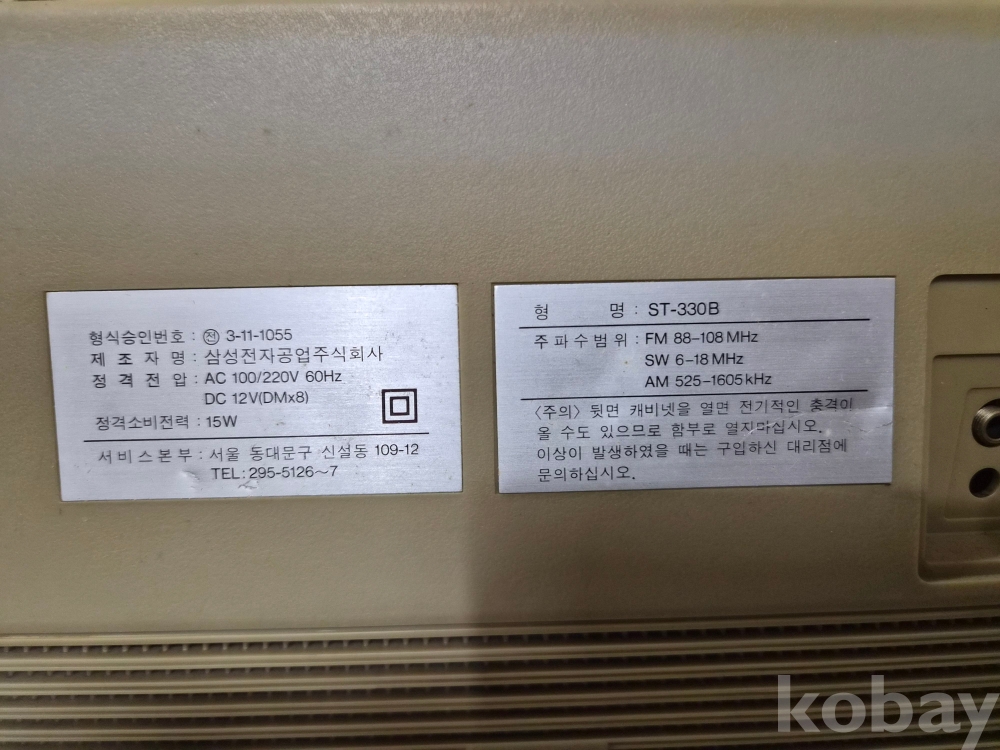 형식승인번호 : ㉠ 3-11-1055
제 조 자 명 : 삼성전자공업주식회사
정 격 전 압 : AC 100/220V 60Hz
DC 12V(DMx8)
정격소비전력 : 15W
서비스본부 : 서울 동대문구 신설동 109-12
TEL: 295-5126~7
형 명 : ST-330B
주파수범위 : FM 88-108MHz
SW 6-18MHz
AM 525-1605kHz
〈주의〉 뒷면 캐비넷을 열면 전기적인 충격이
올 수도 있으므로 함부로 열지마십시오.
이상이 발생하였을 때는 구입하신 대리점에
문의하십시오.
kobay